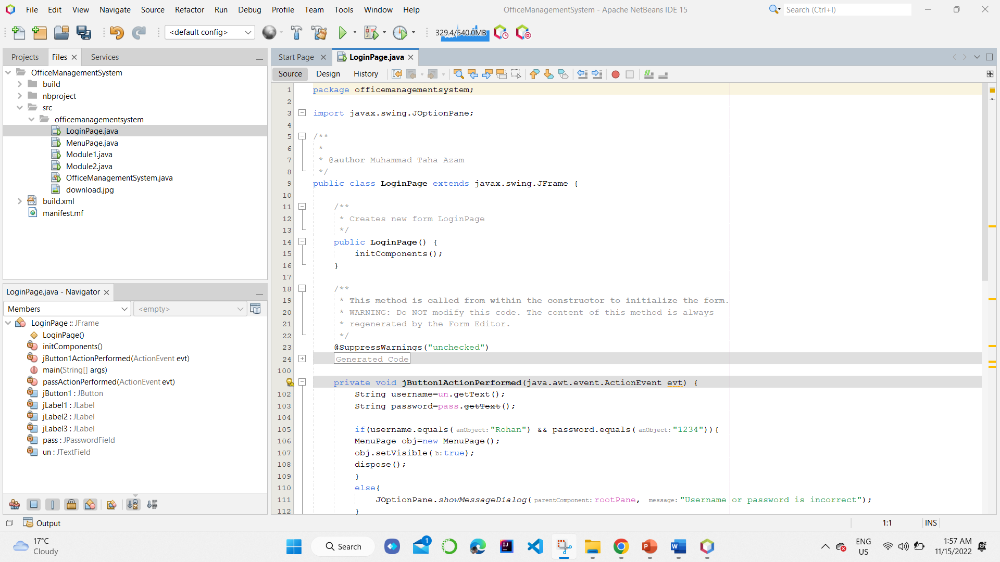 File Edit View Navigate Source Refactor Run Debug Profile Team Tools Window Help
OfficeManagementSystem - Apache NetBeans IDE 15
Search (Ctrl+I)
<default config>
329.4/540.0MB
Projects Files Services
OfficeManagementSystem
build
nbproject
src
officemanagementsystem
LoginPage.java
MenuPage.java
Module1.java
Module2.java
OfficeManagementSystem.java
download.jpg
build.xml
manifest.mf
LoginPage.java - Navigator
Members <empty>
LoginPage :: JFrame
LoginPage()
initComponents()
jButton1ActionPerformed(ActionEvent evt)
main(String[] args)
passActionPerformed(ActionEvent evt)
jButton1 : JButton
jLabel1 : JLabel
jLabel2 : JLabel
jLabel3 : JLabel
pass : JPasswordField
un : JTextField
Start Page LoginPage.java
Source Design History
1 package officemanagementsystem;
2
3 import javax.swing.JOptionPane;
4
5 /**
6 *
7 * @author Muhammad Taha Azam
8 */
9 public class LoginPage extends javax.swing.JFrame {
10
11 /**
12 * Creates new form LoginPage
13 */
14 public LoginPage() {
15 initComponents();
16 }
17
18 /**
19 * This method is called from within the constructor to initialize the form.
20 * WARNING: Do NOT modify this code. The content of this method is always
21 * regenerated by the Form Editor.
22 */
23 @SuppressWarnings("unchecked")
24 Generated Code
100
private void jButton1ActionPerformed(java.awt.event.ActionEvent evt) {
102 String username=un.getText();
103 String password=pass.getText();
104
105 if(username.equals( anObject: "Rohan") && password.equals( anObject: "1234")){
106 MenuPage obj=new MenuPage();
107 obj.setVisible( b: true);
108 dispose();
109 }
110 else{
111 JOptionPane.showMessageDialog( parentComponent: rootPane, message: "Username or password is incorrect");
112 }
Output
1:1 INS
17°C
Cloudy
Search
1
ENG
US
1:57 AM
11/15/2022